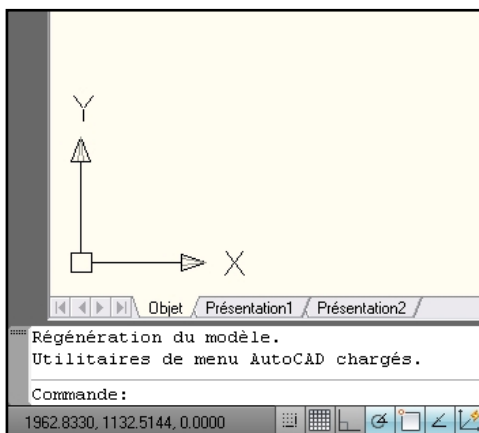 Y
X
Objet Présentation1 Présentation2
Régénération du modèle.
Utilitaires de menu AutoCAD chargés.
Commande:
1962.8330, 1132.5144, 0.0000